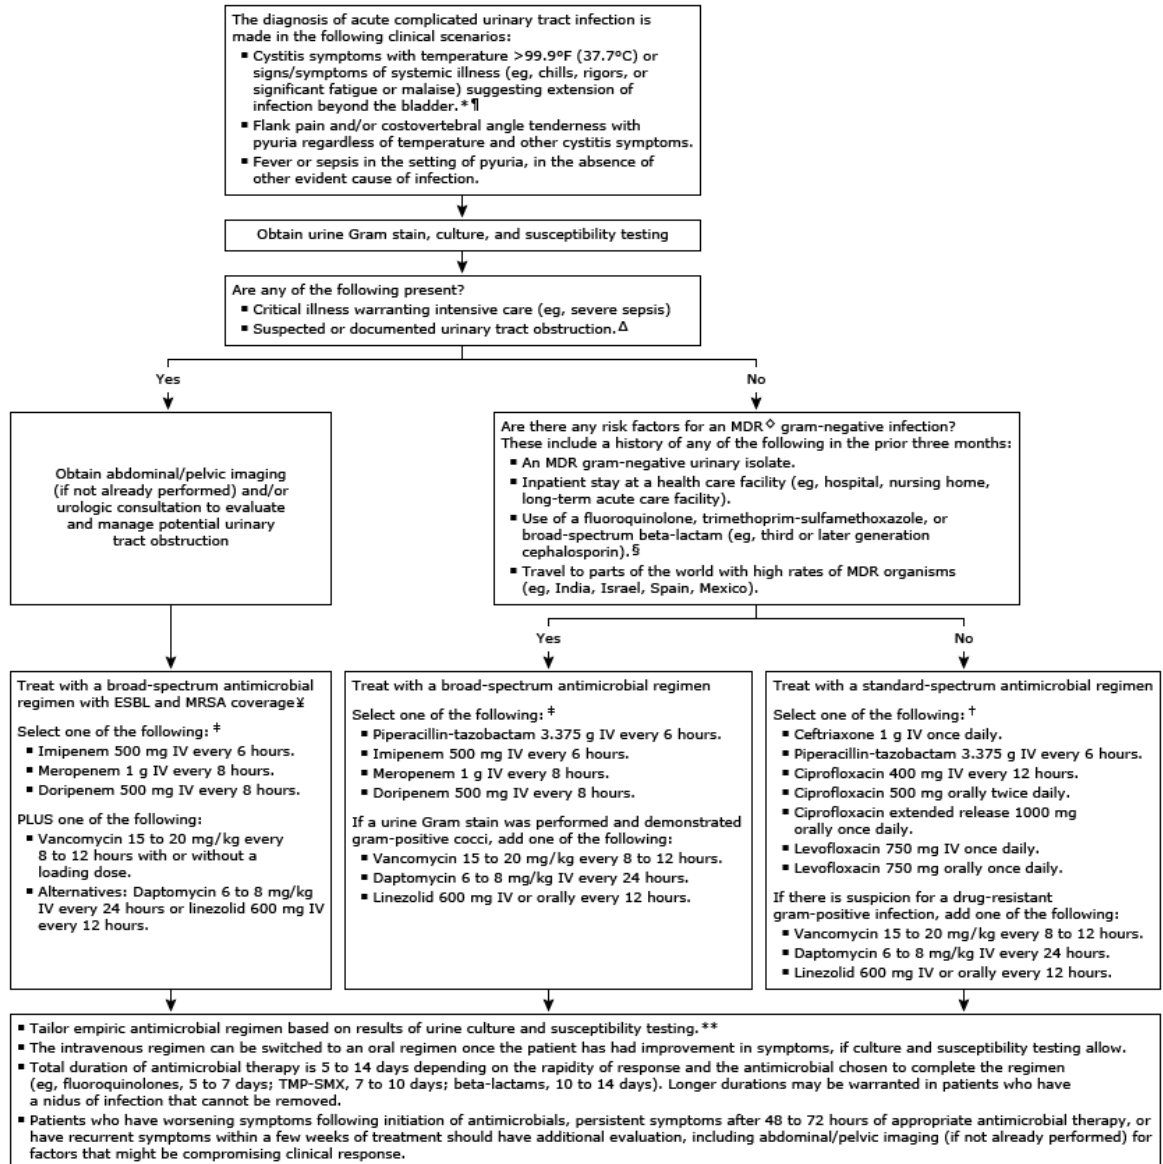 The diagnosis of acute complicated urinary tract infection is
made in the following clinical scenarios:
▪ Cystitis symptoms with temperature >99.9ºF (37.7ºC) or
signs/symptoms of systemic illness (eg, chills, rigors, or
significant fatigue or malaise) suggesting extension of
infection beyond the bladder.*¶
▪ Flank pain and/or costovertebral angle tenderness with
pyuria regardless of temperature and other cystitis symptoms.
▪ Fever or sepsis in the setting of pyuria, in the absence of
other evident cause of infection.
Obtain urine Gram stain, culture, and susceptibility testing
Are any of the following present?
▪ Critical illness warranting intensive care (eg, severe sepsis)
▪ Suspected or documented urinary tract obstruction.Δ
Yes
No
Obtain abdominal/pelvic imaging
(if not already performed) and/or
urologic consultation to evaluate
and manage potential urinary
tract obstruction
Are there any risk factors for an MDR◇ gram-negative infection?
These include a history of any of the following in the prior three months:
▪ An MDR gram-negative urinary isolate.
▪ Inpatient stay at a health care facility (eg, hospital, nursing home,
long-term acute care facility).
▪ Use of a fluoroquinolone, trimethoprim-sulfamethoxazole, or
broad-spectrum beta-lactam (eg, third or later generation
cephalosporin).§
▪ Travel to parts of the world with high rates of MDR organisms
(eg, India, Israel, Spain, Mexico).
Yes
No
Treat with a broad-spectrum antimicrobial
regimen with ESBL and MRSA coverage¥
Select one of the following:‡
▪ Imipenem 500 mg IV every 6 hours.
▪ Meropenem 1 g IV every 8 hours.
▪ Doripenem 500 mg IV every 8 hours.
PLUS one of the following:
▪ Vancomycin 15 to 20 mg/kg every
8 to 12 hours with or without a
loading dose.
▪ Alternatives: Daptomycin 6 to 8 mg/kg
IV every 24 hours or linezolid 600 mg IV
every 12 hours.
Treat with a broad-spectrum antimicrobial regimen
Select one of the following:‡
▪ Piperacillin-tazobactam 3.375 g IV every 6 hours.
▪ Imipenem 500 mg IV every 6 hours.
▪ Meropenem 1 g IV every 8 hours.
▪ Doripenem 500 mg IV every 8 hours.
If a urine Gram stain was performed and demonstrated
gram-positive cocci, add one of the following:
▪ Vancomycin 15 to 20 mg/kg every 8 to 12 hours.
▪ Daptomycin 6 to 8 mg/kg IV every 24 hours.
▪ Linezolid 600 mg IV or orally every 12 hours.
Treat with a standard-spectrum antimicrobial regimen
Select one of the following:†
▪ Ceftriaxone 1 g IV once daily.
▪ Piperacillin-tazobactam 3.375 g IV every 6 hours.
▪ Ciprofloxacin 400 mg IV every 12 hours.
▪ Ciprofloxacin 500 mg orally twice daily.
▪ Ciprofloxacin extended release 1000 mg
orally once daily.
▪ Levofloxacin 750 mg IV once daily.
▪ Levofloxacin 750 mg orally once daily.
If there is suspicion for a drug-resistant
gram-positive infection, add one of the following:
▪ Vancomycin 15 to 20 mg/kg every 8 to 12 hours.
▪ Daptomycin 6 to 8 mg/kg IV every 24 hours.
▪ Linezolid 600 mg IV or orally every 12 hours.
▪ Tailor empiric antimicrobial regimen based on results of urine culture and susceptibility testing.**
▪ The intravenous regimen can be switched to an oral regimen once the patient has had improvement in symptoms, if culture and susceptibility testing allow.
▪ Total duration of antimicrobial therapy is 5 to 14 days depending on the rapidity of response and the antimicrobial chosen to complete the regimen
(eg, fluoroquinolones, 5 to 7 days; TMP-SMX, 7 to 10 days; beta-lactams, 10 to 14 days). Longer durations may be warranted in patients who have
a nidus of infection that cannot be removed.
▪ Patients who have worsening symptoms following initiation of antimicrobials, persistent symptoms after 48 to 72 hours of appropriate antimicrobial therapy, or
have recurrent symptoms within a few weeks of treatment should have additional evaluation, including abdominal/pelvic imaging (if not already performed) for
factors that might be compromising clinical response.